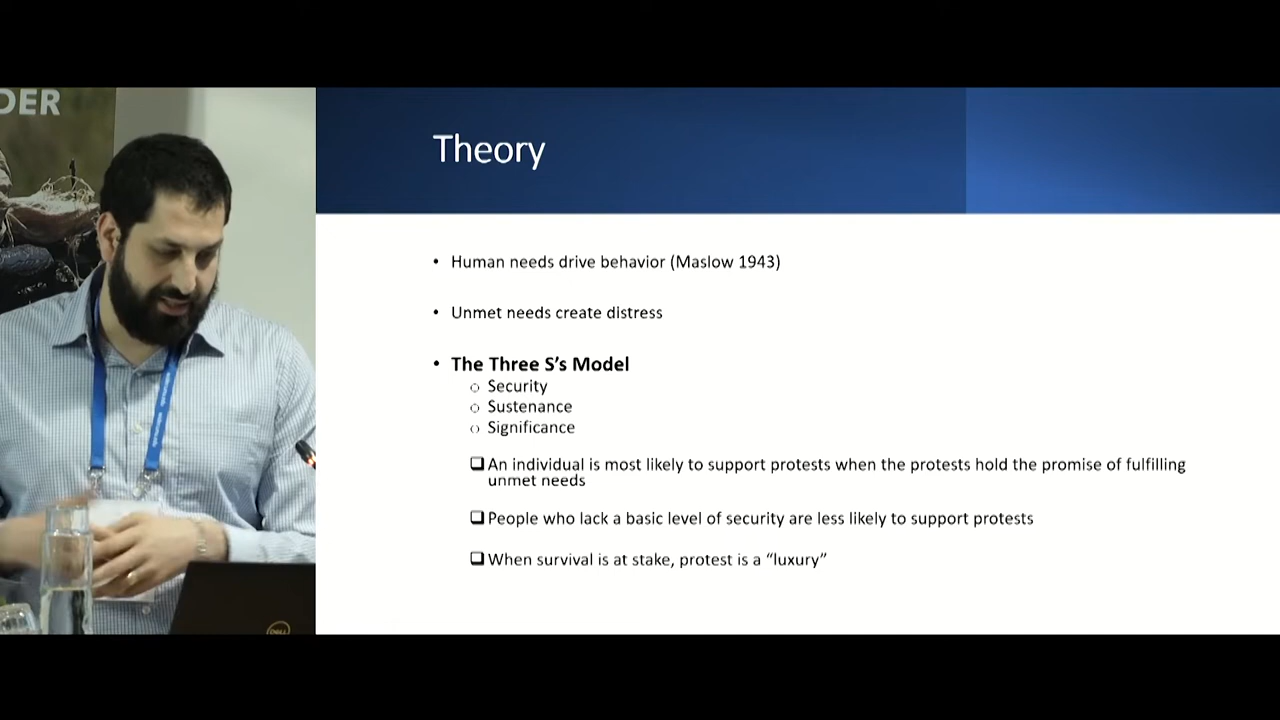 DER
Theory
• Human needs drive behavior (Maslow 1943)
• Unmet needs create distress
• The Three S’s Model
○ Security
○ Sustenance
○ Significance
❑ An individual is most likely to support protests when the protests hold the promise of fulfilling
unmet needs
❑ People who lack a basic level of security are less likely to support protests
❑ When survival is at stake, protest is a “luxury”
DELL